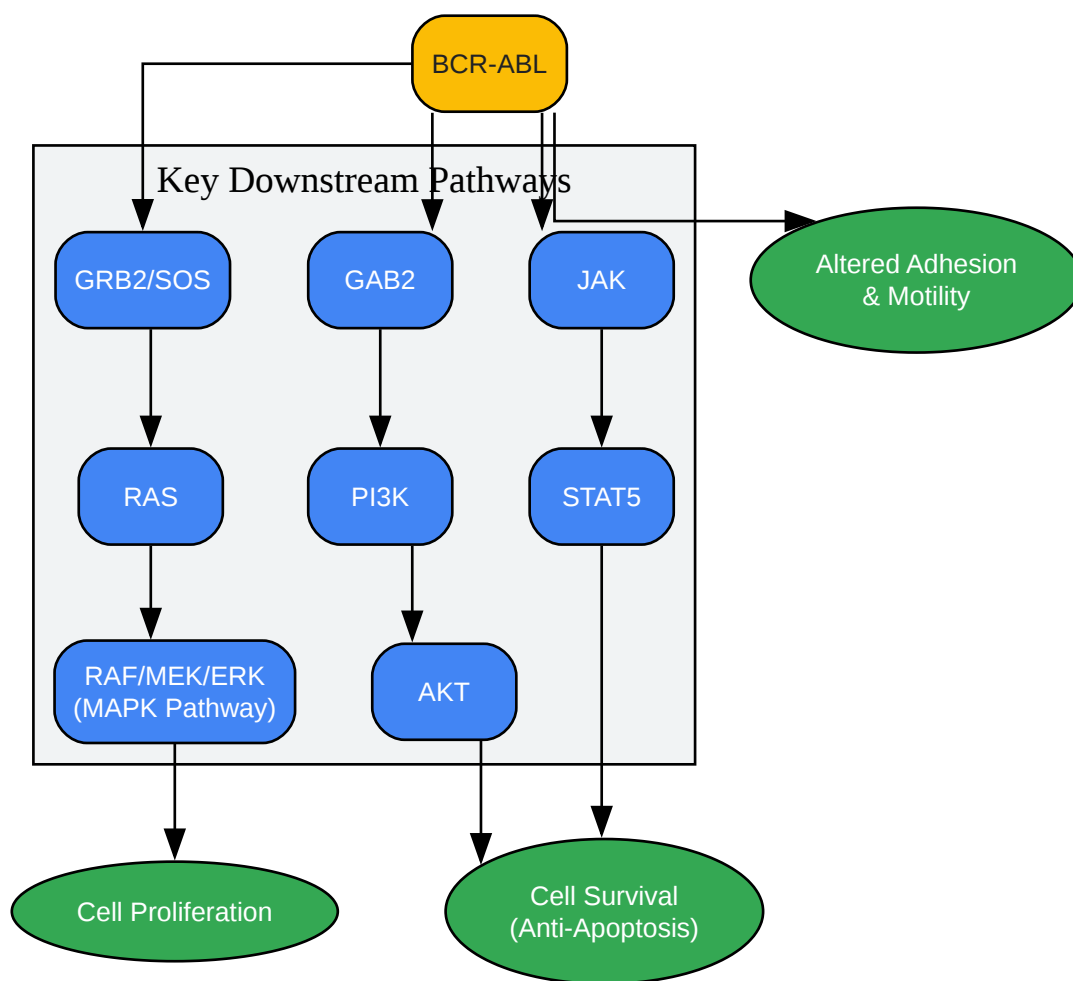 BCR-ABL
Key Downstream Pathways
GRB2/SOS
GAB2
JAK
Altered Adhesion
& Motility
RAS
PI3K
STAT5
RAF/MEK/ERK
(MAPK Pathway)
AKT
Cell Proliferation
Cell Survival
(Anti-Apoptosis)